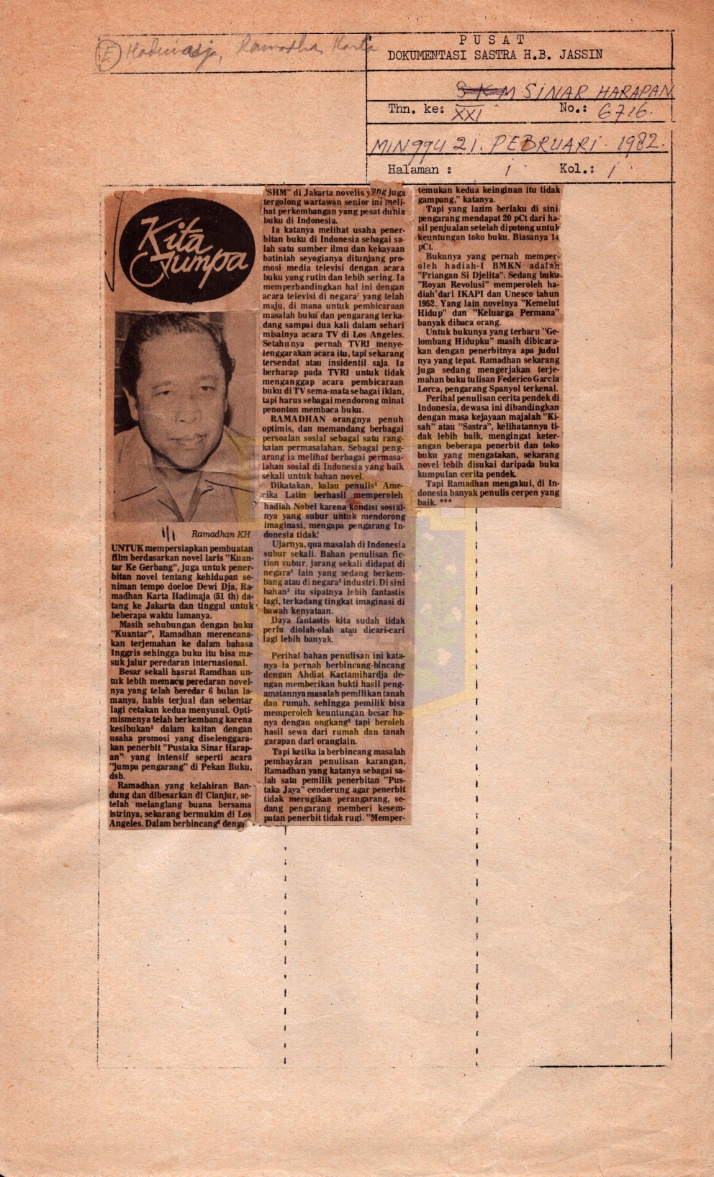 E Hadimadja, Ramadhan Karta
PUSAT
DOKUMENTASI SASTRA H.B. JASSIN
SKM SINAR HARAPAN
Thn. ke: XXI No.: 6716.
MINGGU 21. PEBRUARI. 1982.
Halaman : 1 Kol.: 1
Kita
Jumpa
Ramadhan KH
UNTUK mempersiapkan pembuatan
film berdasarkan novel laris "Kuan-
tar Ke Gerbang", juga untuk pener-
bitan novel tentang kehidupan se-
niman tempo doeloe Dewi Dja, Ra-
madhan Karta Hadimaja (51 th) da-
tang ke Jakarta dan tinggal untuk
beberapa waktu lamanya.
Masih sehubungan dengan buku
"Kuantar", Ramadhan merencana-
kan terjemahan ke dalam bahasa
Inggris sehingga buku itu bisa ma-
suk jalur peredaran internasional.
Besar sekali hasrat Ramdhan un-
tuk lebih memacu peredaran novel-
nya yang telah beredar 6 bulan la-
manya, habis terjual dan sebentar
lagi cetakan kedua menyusul. Opti-
mismenya telah berkembang karena
kesibukan² dalam kaitan dengan
usaha promosi yang diselenggara-
kan penerbit "Pustaka Sinar Harap-
an" yang intensif seperti acara
"jumpa pengarang" di Pekan Buku,
dsb.
Ramadhan yang kelahiran Ban-
dung dan dibesarkan di Cianjur, se-
telah melanglang buana bersama
istrinya, sekarang bermukim di Los
Angeles. Dalam berbincang² denga
"SHM" di Jakarta novelis yang juga
tergolong wartawan senior ini meli-
hat perkembangan yang pesat dunia
buku di Indonesia.
Ia katanya melihat usaha pener-
bitan buku di Indonesia sebagai sa-
lah satu sumber ilmu dan kekayaan
batiniah seyogianya ditunjang pro-
mosi media televisi dengan acara
buku yang rutin dan lebih sering. Ia
memperbandingkan hal ini dengan
acara televisi di negara² yang telah
maju, di mana untuk pembicaraan
masalah buku dan pengarang terka-
dang sampai dua kali dalam sehari
misalnya acara TV di Los Angeles.
Setahunya pernah TVRI menye-
lenggarakan acara itu, tapi sekarang
tersendat atau insidentil saja. Ia
berharap pada TVRI untuk tidak
menganggap acara pembicaraan
buku di TV sema-mata sebagai iklan,
tapi harus sebagai mendorong minat
penonton membaca buku.
RAMADHAN orangnya penuh
optimis, dan memandang berbagai
persoalan sosial sebagai satu rang-
kaian permasalahan. Sebagai peng-
arang ia melihat berbagai permasa-
lahan sosial di Indonesia yang baik
sekali untuk bahan novel.
Dikatakan, kalau penulis² Ame-
rika Latin berhasil memperoleh
hadiah Nobel karena kondisi sosial-
nya yang subur untuk mendorong
imaginasi, mengapa pengarang In-
donesia tidak!
Ujarnya, qua masalah di Indonesia
subur sekali. Bahan penulisan fic-
tion subur, jarang sekali didapat di
negara² lain yang sedang berkem-
bang atau di negara² industri. Di sini
bahan² itu sipatnya lebih fantastis
lagi, terkadang tingkat imaginasi di
bawah kenyataan.
Daya fantastis kita sudah tidak
perlu diolah-olah atau dicari-cari
lagi lebih banyak.
Perihal bahan penulisan ini kata-
nya ia pernah berbincang-bincang
dengan Ahdiat Kartamihardja de-
ngan memberikan bukti hasil peng-
amatannya masalah pemilikan tanah
dan rumah, sehingga pemilik bisa
memperoleh keuntungan besar ha-
nya dengan ongkang² tapi beroleh
hasil sewa dari rumah dan tanah
garapan dari oranglain.
Tapi ketika ia berbincang masalah
pembayaran penulisan karangan,
Ramadhan yang katanya sebagai sa-
lah satu pemilik penerbitan "Pus-
taka Jaya" cenderung agar penerbit
tidak merugikan perangarang, se-
dang pengarang memberi kesem-
patan penerbit tidak rugi. "Memper-
temukan kedua keinginan itu tidak
gampang," katanya.
Tapi yang lazim berlaku di sini
pengarang mendapat 20 pCt dari ha-
sil penjualan setelah dipotong untuk
keuntungan toko buku. Biasanya
pCt.
Bukunya yang pernah memper-
oleh hadiah-I BMKN adalah
"Priangan Si Djelita". Sedang buku
"Royan Revolusi" memperoleh ha-
diah dari IKAPI dan Unesco tahun
1952. Yang lain novelnya "Kemelut
Hidup" dan "Keluarga Permana"
banyak dibaca orang.
Untuk bukunya yang terbaru "Ge-
lombang Hidupku" masih dibicara-
kan dengan penerbitnya apa judul
nya yang tepat. Ramadhan sekarang
juga sedang mengerjakan terje-
mahan buku tulisan Federico Garcia
Lorca, pengarang Spanyol terkenal.
Perihal penulisan cerita pendek di
Indonesia, dewasa ini dibandingkan
dengan masa kejayaan majalah "Ki-
sah" atau "Sastra", kelihatannya ti-
dak lebih baik, mengingat keter-
angan beberapa penerbit dan toko
buku yang mengatakan, sekarang
novel lebih disukai daripada buku
kumpulan cerita pendek.
Tapi Ramadhan mengakui, di In-
donesia banyak penulis cerpen yang
baik. ***